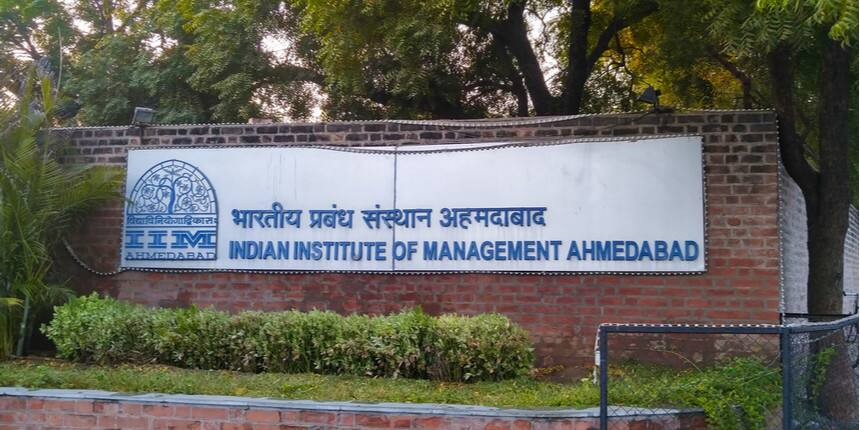 विद्याविनियोगाद्विकास:
IIM
AHMEDABAD
भारतीय प्रबंध संस्थान अहमदाबाद
INDIAN INSTITUTE OF MANAGEMENT AHMEDABAD